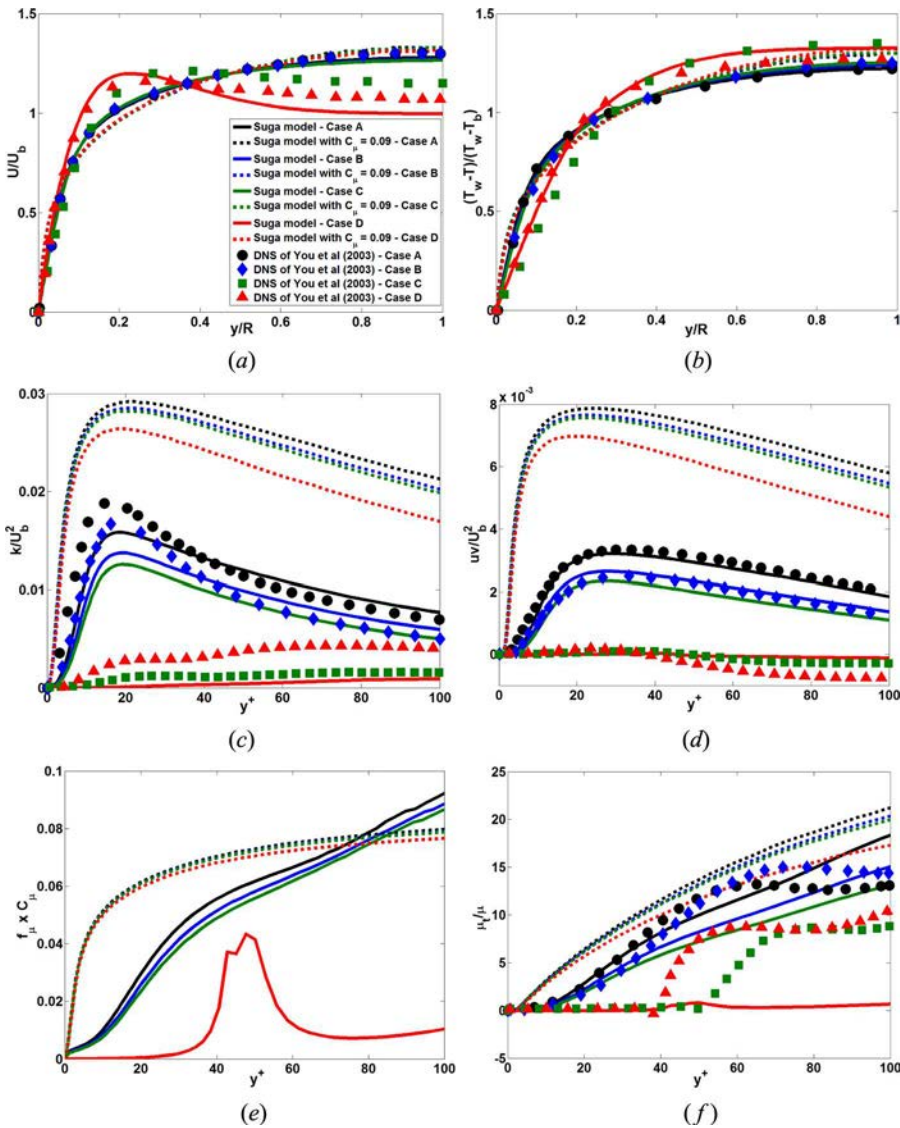 1.5
1
0.5
0
U/U_b
0 0.2 0.4 0.6 0.8 1
y/R
Suga model - Case A
Suga model with C_μ = 0.09 - Case A
Suga model - Case B
Suga model with C_μ = 0.09 - Case B
Suga model - Case C
Suga model with C_μ = 0.09 - Case C
Suga model - Case D
Suga model with C_μ = 0.09 - Case D
DNS of You et al (2003) - Case A
DNS of You et al (2003) - Case B
DNS of You et al (2003) - Case C
DNS of You et al (2003) - Case D
(a)
1.5
1
0.5
0
(T_w-T)/(T_w-T_b)
0 0.2 0.4 0.6 0.8 1
y/R
(b)
0.03
0.02
0.01
0
k/U_b^2
0 20 40 60 80 100
y^+
(c)
x 10^-3
8
6
4
2
0
-2
uv/U_b^2
0 20 40 60 80 100
y^+
(d)
0.1
0.08
0.06
0.04
0.02
0
f_μ x C_μ
0 20 40 60 80 100
y^+
(e)
25
20
15
10
5
0
-5
μ_t/μ
0 20 40 60 80 100
y^+
(f)